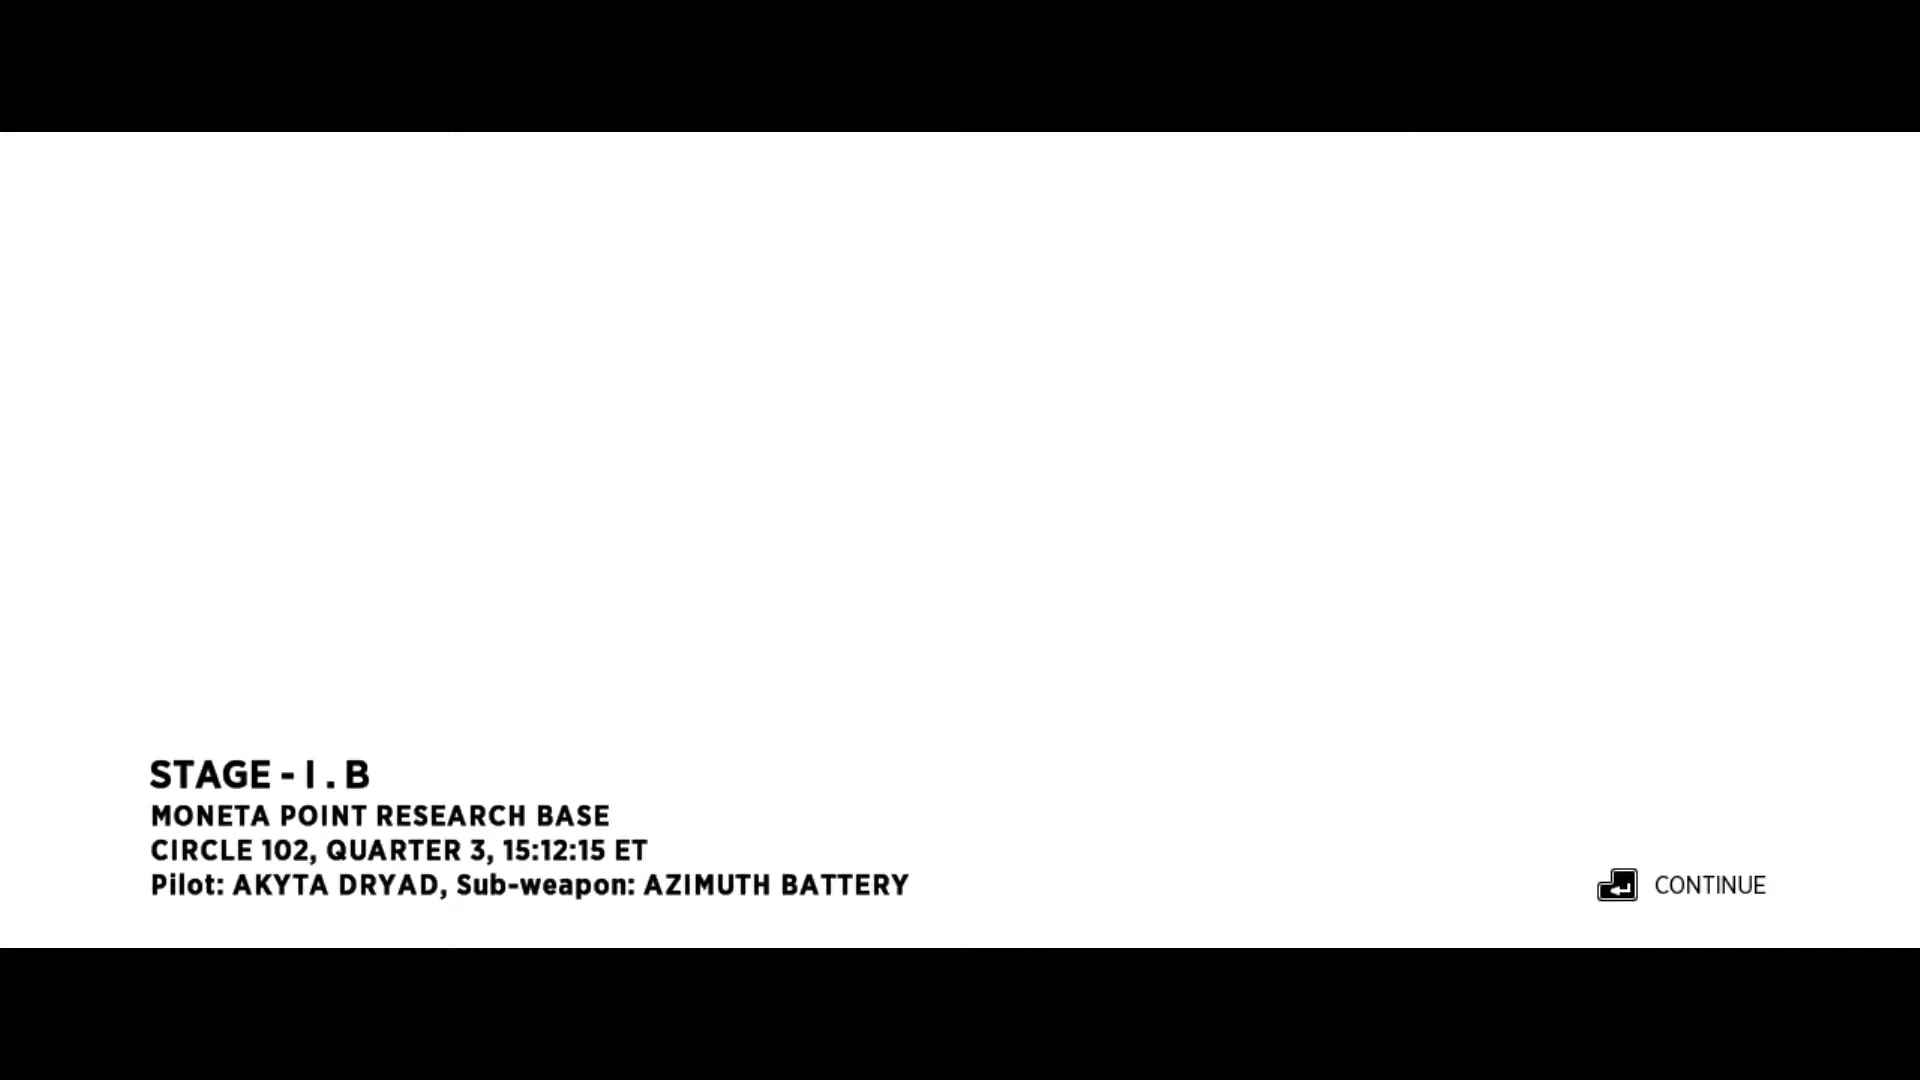 STAGE - I . B
MONETA POINT RESEARCH BASE
CIRCLE 102, QUARTER 3, 15:12:15 ET
Pilot: AKYTA DRYAD, Sub-weapon: AZIMUTH BATTERY
CONTINUE